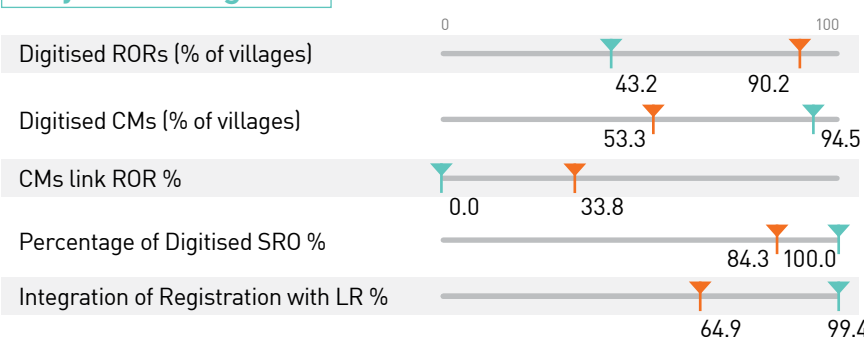 0 100
Digitised RORs (% of villages)
43.2 90.2
Digitised CMs (% of villages)
53.3 94.5
CMs link ROR %
0.0 33.8
Percentage of Digitised SRO %
84.3 100.0
Integration of Registration with LR %
64.9 99.4